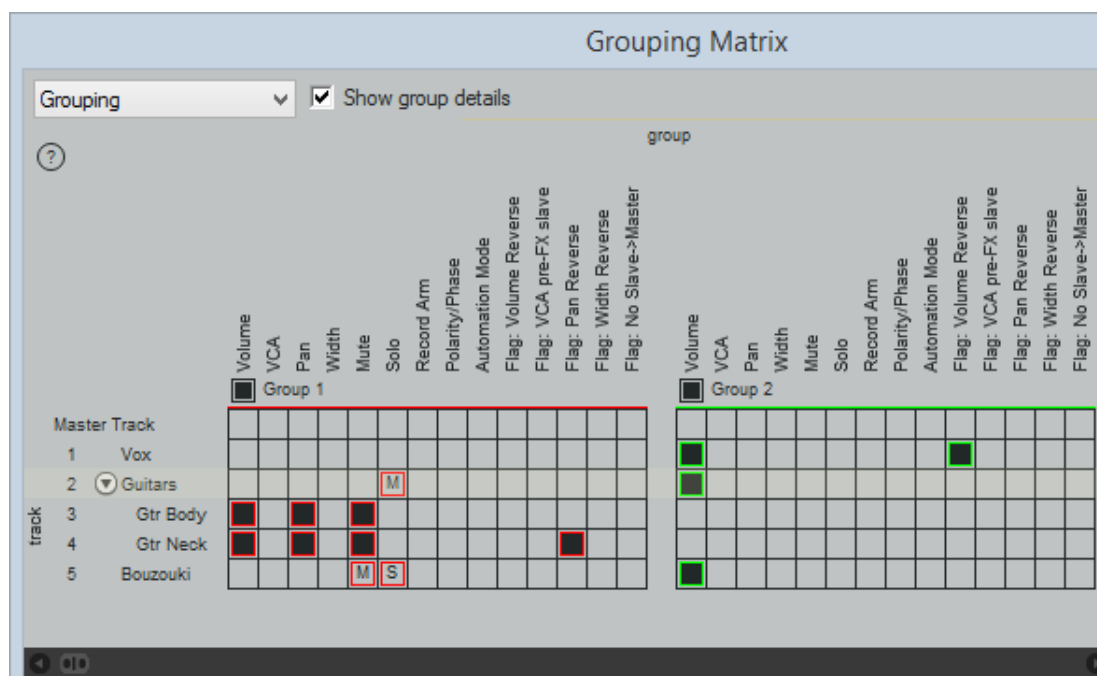 Grouping Matrix
Grouping
Show group details
group
?
Volume
VCA
Pan
Width
Mute
Solo
Record Arm
Polarity/Phase
Automation Mode
Flag: Volume Reverse
Flag: VCA pre-FX slave
Flag: Pan Reverse
Flag: Width Reverse
Flag: No Slave->Master
Volume
VCA
Pan
Width
Mute
Solo
Record Arm
Polarity/Phase
Automation Mode
Flag: Volume Reverse
Flag: VCA pre-FX slave
Flag: Pan Reverse
Flag: Width Reverse
Flag: No Slave->Master
Group 1
Group 2
track
Master Track
1 Vox
2 Guitars M
3 Gtr Body
4 Gtr Neck
5 Bouzouki M S